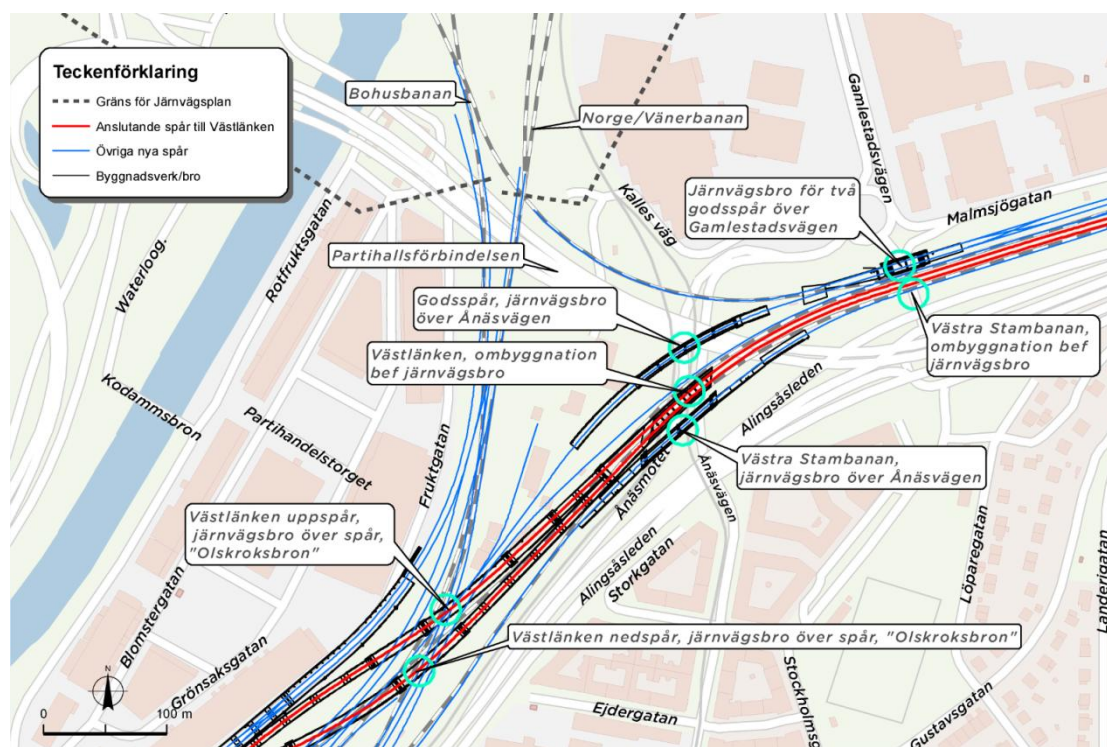 Teckenförklaring
Gräns för Järnvägsplan
Anslutande spår till Västlänken
Övriga nya spår
Byggnadsverk/bro
Bohusbanan
Norge/Vänerbanan
Gamlestadsvägen
Kalles väg
Järnvägsbro för två
godsspår över
Gamlestadsvägen
Malmsjögatan
Waterloog.
Rotfruktsgatan
Partihallsförbindelsen
Godsspår, järnvägsbro
över Ånäsvägen
Västlänken, ombyggnation
bef järnvägsbro
Västra Stambanan,
ombyggnation bef
järnvägsbro
Kodammsbron
Partihandelstorget
Fruktgatan
Alingsåsleden
Ånäsmotet
Ånäsvägen
Västra Stambanan,
järnvägsbro över Ånäsvägen
Västlänken uppspår,
järnvägsbro över spår,
"Olskroksbron"
Alingsåsleden
Storkgatan
Löparegatan
Landerigatan
Blomstergatan
Grönsaksgatan
Västlänken nedspår, järnvägsbro över spår, "Olskroksbron"
Stockholmsg
Ejdergatan
Gustavsgatan
N
0 100 m